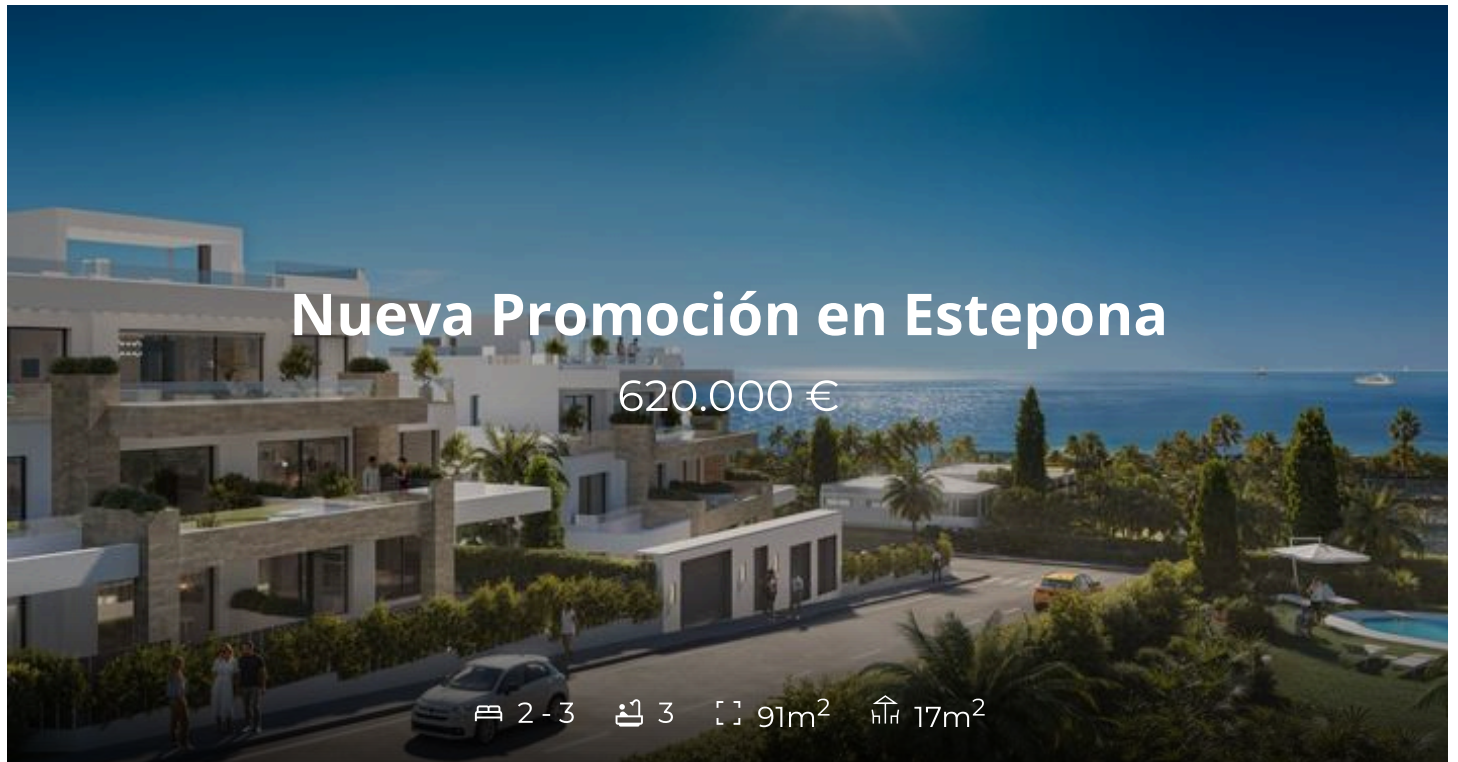 Nueva Promoción en Estepona
620.000 €
2 - 3 3 91m² 17m²